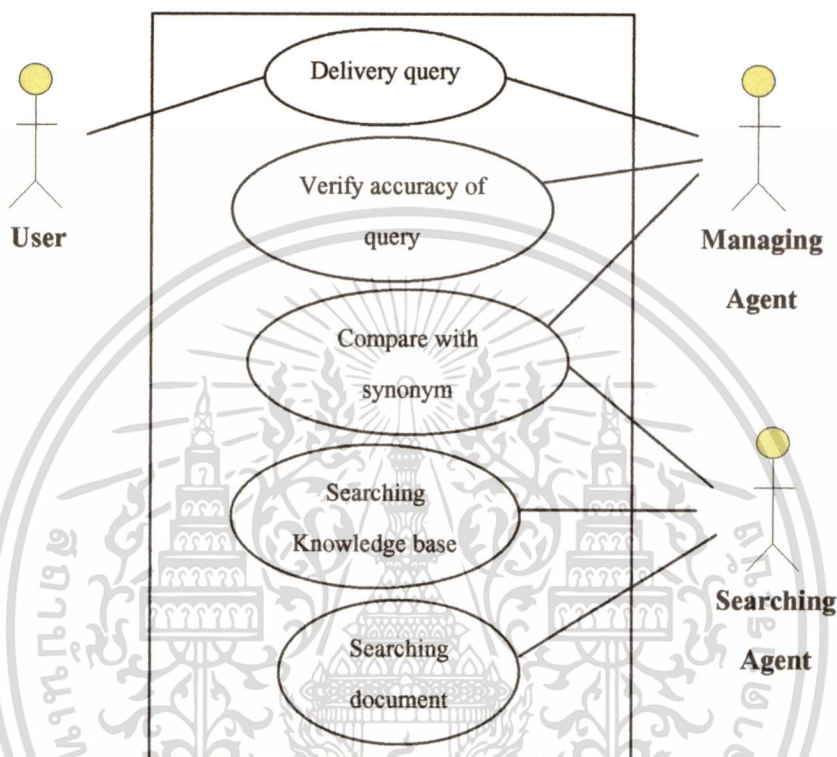 Delivery query
Verify accuracy of
query
User
Managing
Agent
Compare with
synonym
Searching
Knowledge base
Searching
Agent
Searching
document